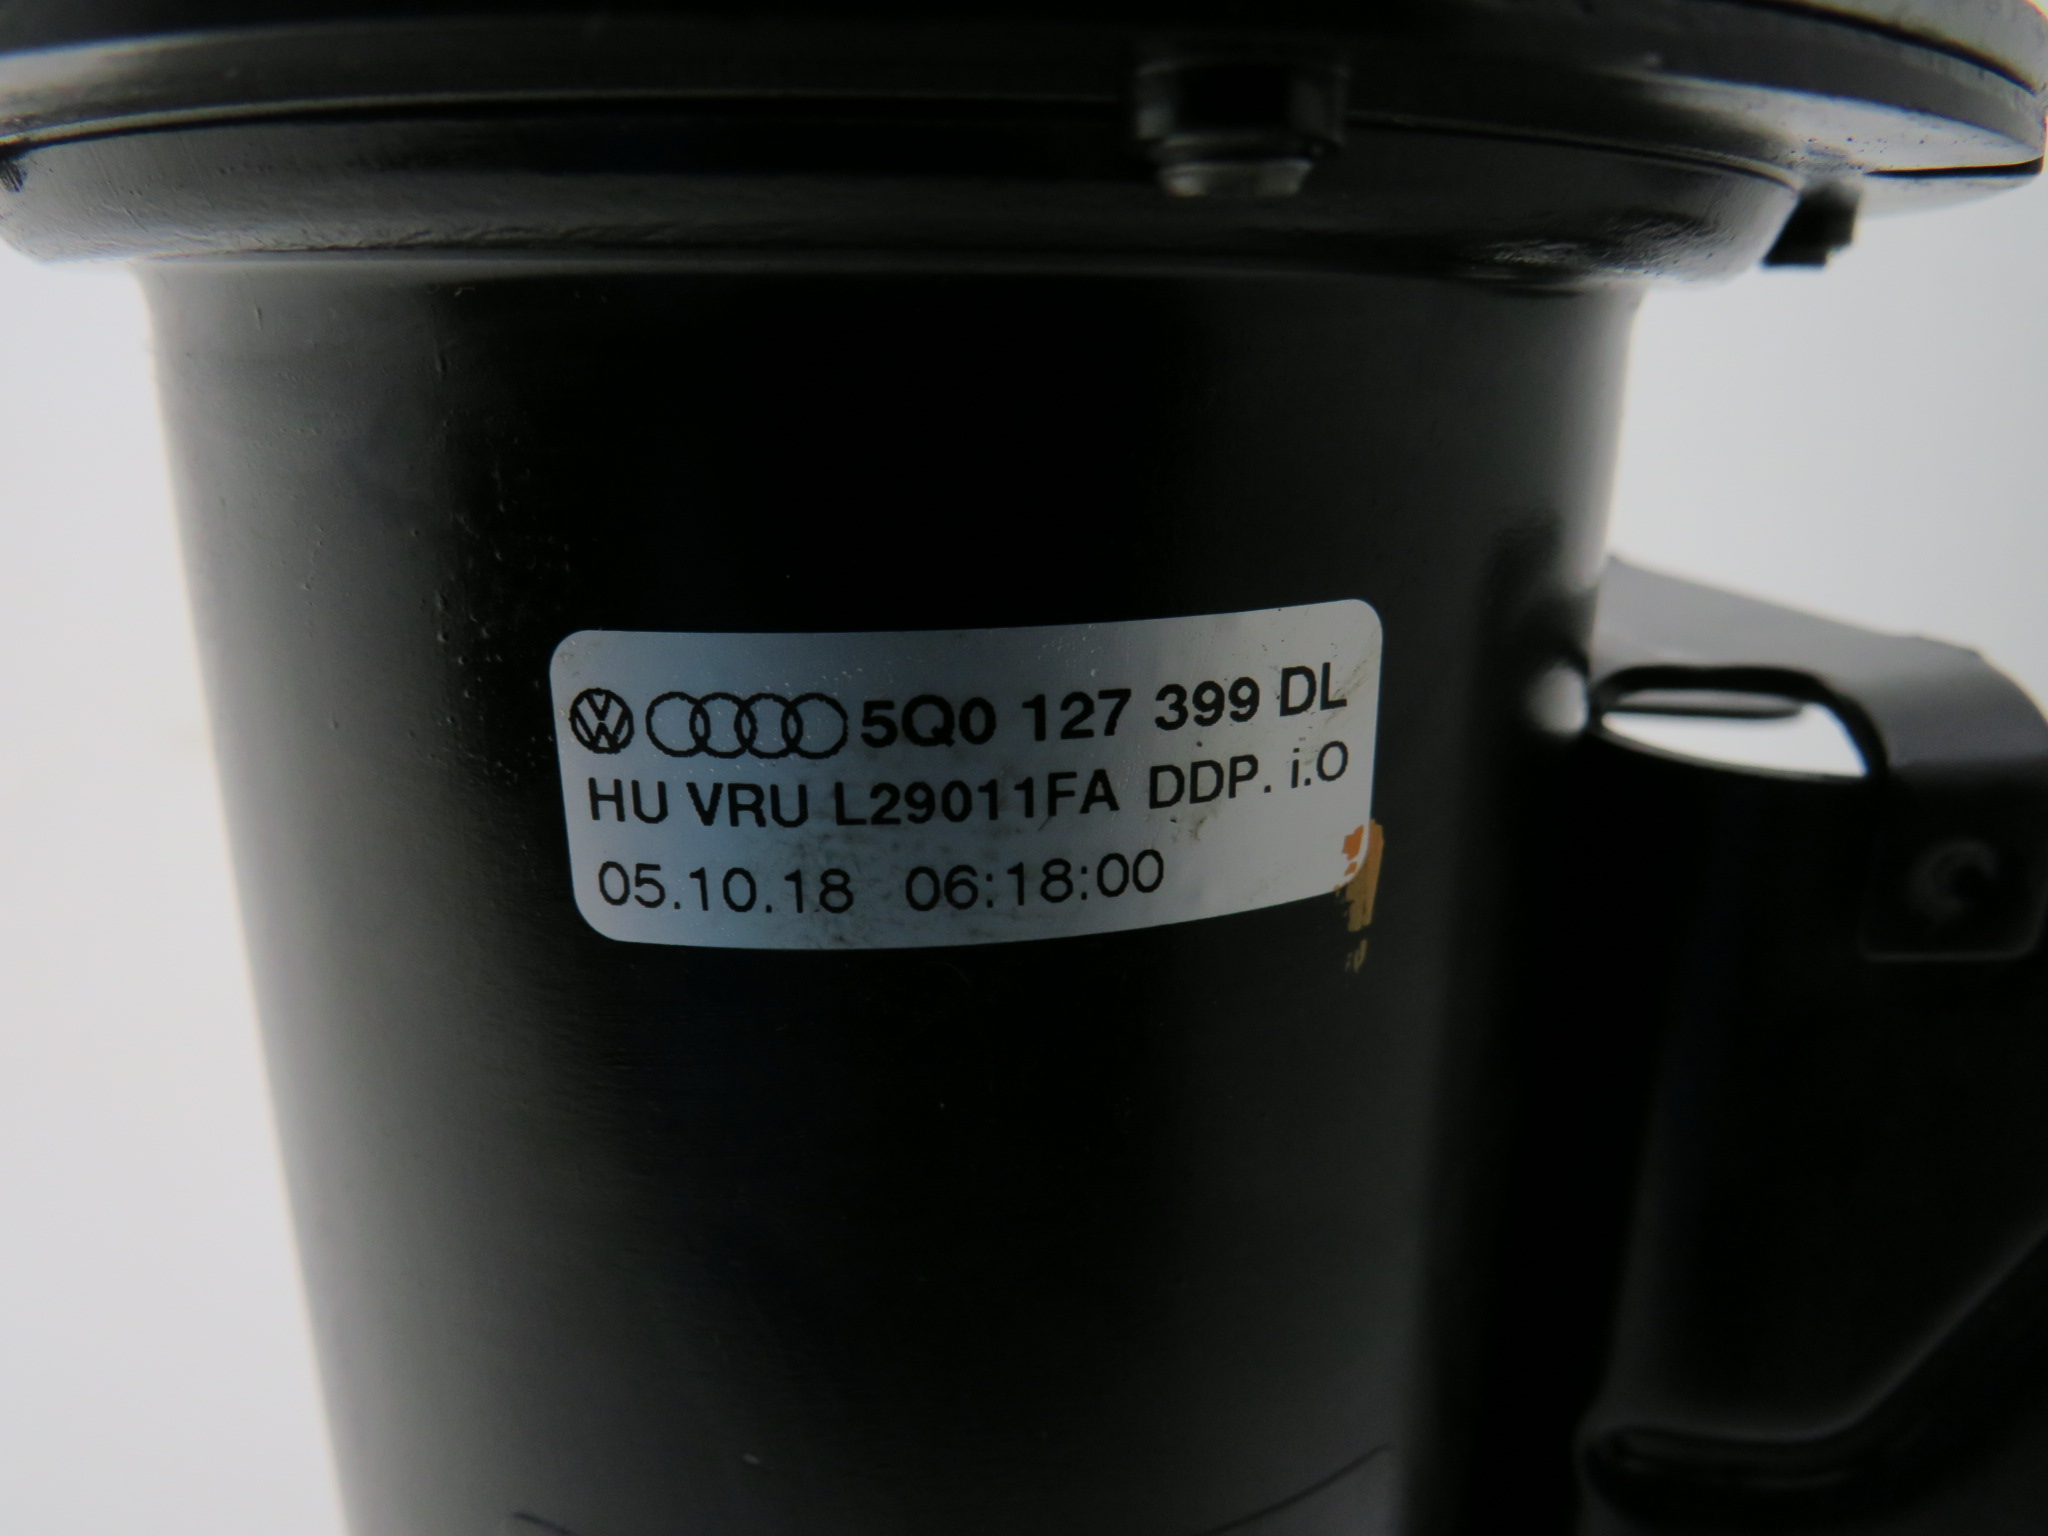 5Q0 127 399 DL
HU VRU L29011FA DDP. i.O
05.10.18 06:18:00